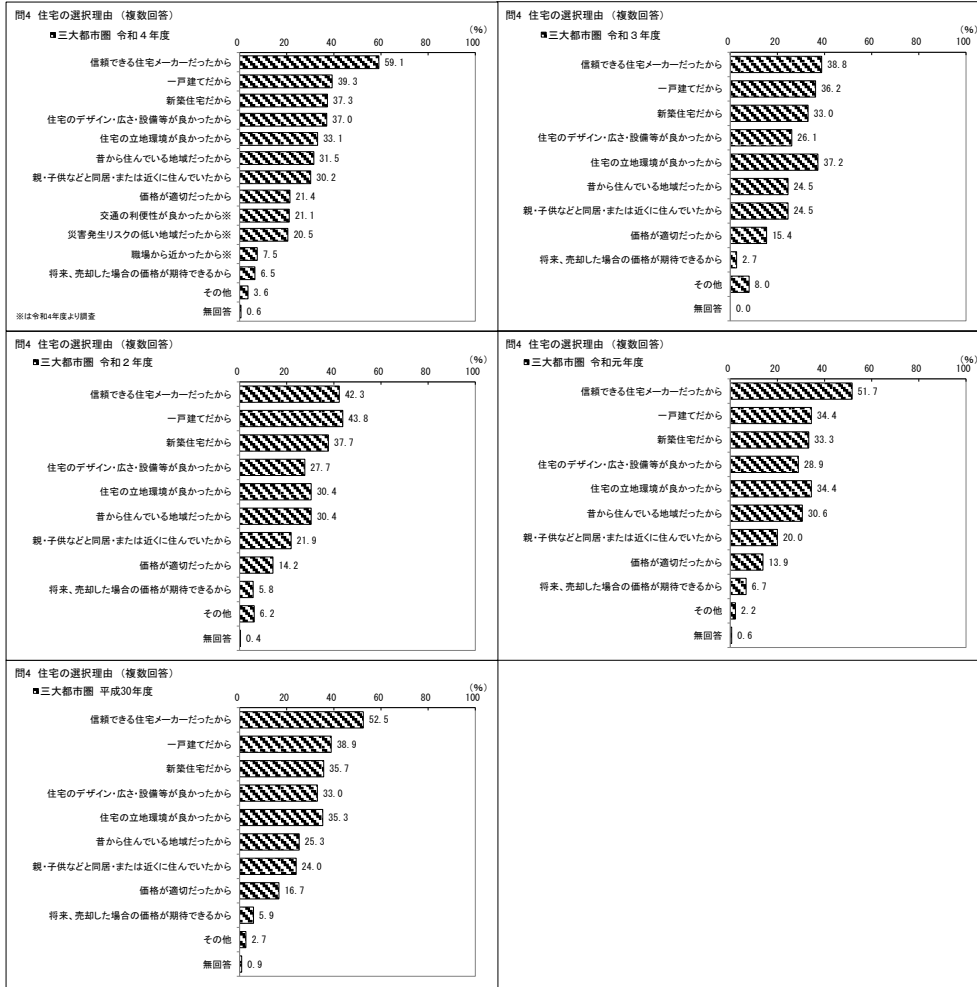 問4 住宅の選択理由 (複数回答)
三大都市圏 令和4年度
(%)
0 20 40 60 80 100
信頼できる住宅メーカーだったから 59.1
一戸建てだから 39.3
新築住宅だから 37.3
住宅のデザイン・広さ・設備等が良かったから 37.0
住宅の立地環境が良かったから 33.1
昔から住んでいる地域だったから 31.5
親・子供などと同居・または近くに住んでいたから 30.2
価格が適切だったから 21.4
交通の利便性が良かったから※ 21.1
災害発生リスクの低い地域だったから※ 20.5
職場から近かったから※ 7.5
将来、売却した場合の価格が期待できるから 6.5
その他 3.6
無回答 0.6
※は令和4年度より調査
問4 住宅の選択理由 (複数回答)
三大都市圏 令和3年度
(%)
0 20 40 60 80 100
信頼できる住宅メーカーだったから 38.8
一戸建てだから 36.2
新築住宅だから 33.0
住宅のデザイン・広さ・設備等が良かったから 26.1
住宅の立地環境が良かったから 37.2
昔から住んでいる地域だったから 24.5
親・子供などと同居・または近くに住んでいたから 24.5
価格が適切だったから 15.4
将来、売却した場合の価格が期待できるから 2.7
その他 8.0
無回答 0.0
問4 住宅の選択理由 (複数回答)
三大都市圏 令和2年度
(%)
0 20 40 60 80 100
信頼できる住宅メーカーだったから 42.3
一戸建てだから 43.8
新築住宅だから 37.7
住宅のデザイン・広さ・設備等が良かったから 27.7
住宅の立地環境が良かったから 30.4
昔から住んでいる地域だったから 30.4
親・子供などと同居・または近くに住んでいたから 21.9
価格が適切だったから 14.2
将来、売却した場合の価格が期待できるから 5.8
その他 6.2
無回答 0.4
問4 住宅の選択理由 (複数回答)
三大都市圏 令和元年度
(%)
0 20 40 60 80 100
信頼できる住宅メーカーだったから 51.7
一戸建てだから 34.4
新築住宅だから 33.3
住宅のデザイン・広さ・設備等が良かったから 28.9
住宅の立地環境が良かったから 34.4
昔から住んでいる地域だったから 30.6
親・子供などと同居・または近くに住んでいたから 20.0
価格が適切だったから 13.9
将来、売却した場合の価格が期待できるから 6.7
その他 2.2
無回答 0.6
問4 住宅の選択理由 (複数回答)
三大都市圏 平成30年度
(%)
0 20 40 60 80 100
信頼できる住宅メーカーだったから 52.5
一戸建てだから 38.9
新築住宅だから 35.7
住宅のデザイン・広さ・設備等が良かったから 33.0
住宅の立地環境が良かったから 35.3
昔から住んでいる地域だったから 25.3
親・子供などと同居・または近くに住んでいたから 24.0
価格が適切だったから 16.7
将来、売却した場合の価格が期待できるから 5.9
その他 2.7
無回答 0.9